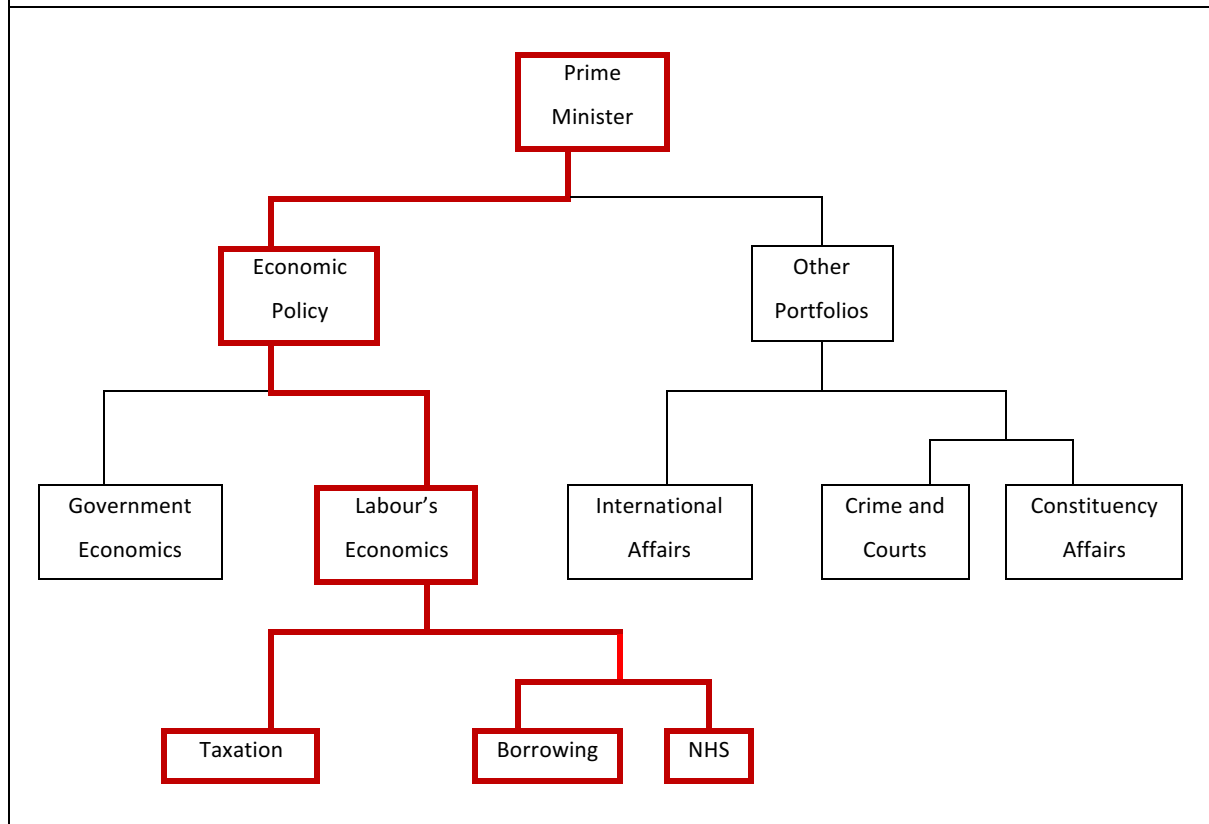 Prime
Minister
Economic
Policy
Other
Portfolios
Government
Economics
Labour’s
Economics
International
Affairs
Crime and
Courts
Constituency
Affairs
Taxation
Borrowing
NHS